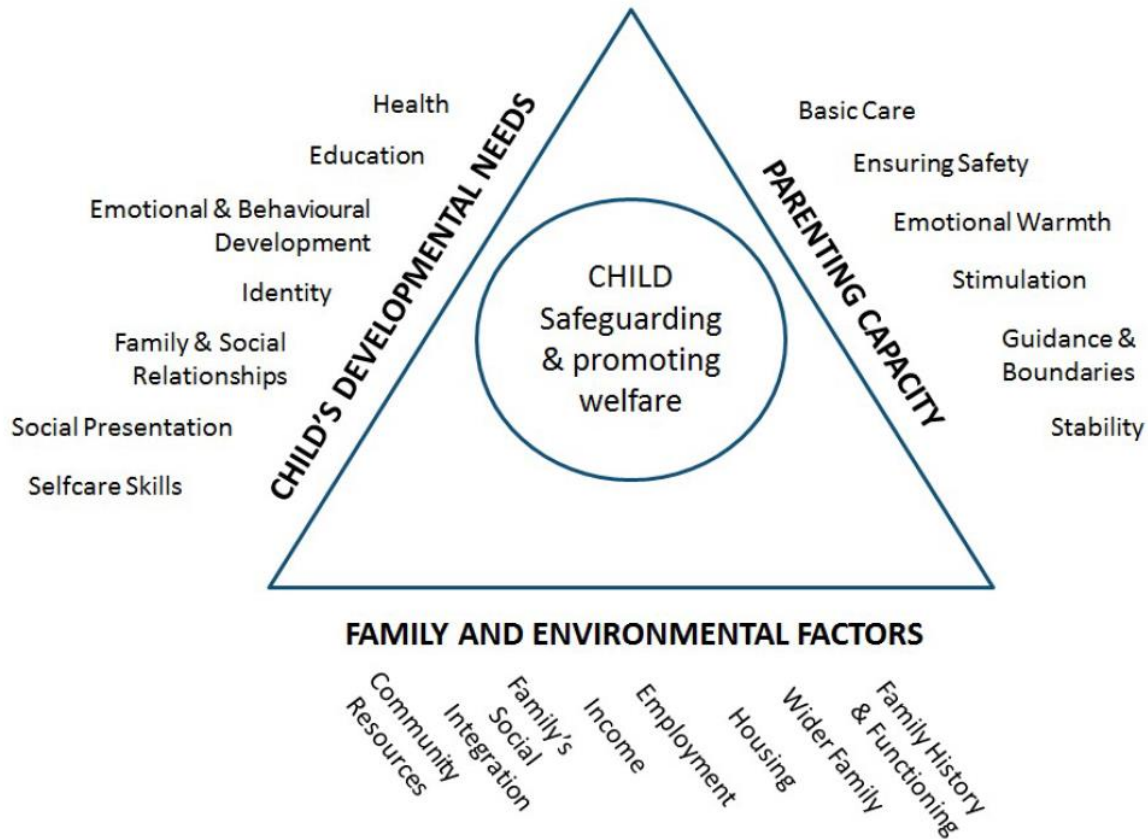 Health
Education
Emotional & Behavioural
Development
Identity
Family & Social
Relationships
Social Presentation
Selfcare Skills
CHILD'S DEVELOPMENTAL NEEDS
CHILD
Safeguarding
& promoting
welfare
PARENTING CAPACITY
Basic Care
Ensuring Safety
Emotional Warmth
Stimulation
Guidance &
Boundaries
Stability
FAMILY AND ENVIRONMENTAL FACTORS
Community
Resources
Family's
Social
Integration
Income
Employment
Housing
Wider Family
Family History
& Functioning